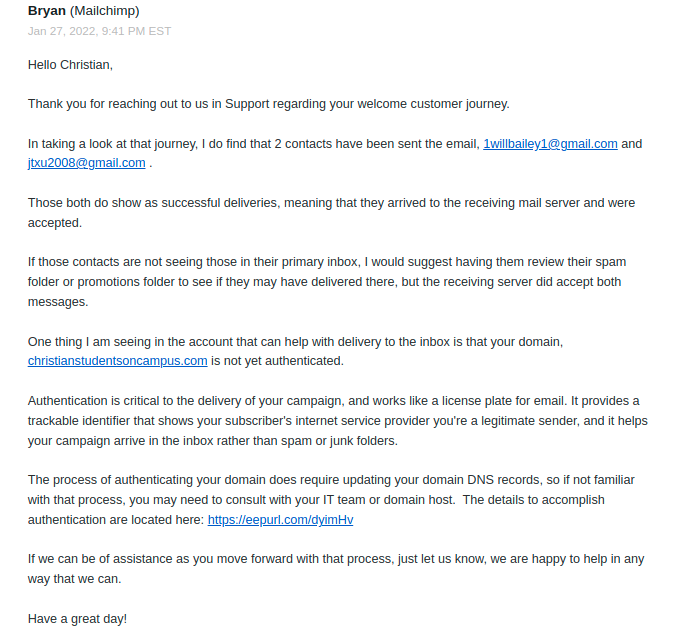 Bryan (Mailchimp)
Jan 27, 2022, 9:41 PM EST
Hello Christian,
Thank you for reaching out to us in Support regarding your welcome customer journey.
In taking a look at that journey, I do find that 2 contacts have been sent the email, 1willbailey1@gmail.com and
jtxu2008@gmail.com .
Those both do show as successful deliveries, meaning that they arrived to the receiving mail server and were
accepted.
If those contacts are not seeing those in their primary inbox, I would suggest having them review their spam
folder or promotions folder to see if they may have delivered there, but the receiving server did accept both
messages.
One thing I am seeing in the account that can help with delivery to the inbox is that your domain,
christianstudentsoncampus.com is not yet authenticated.
Authentication is critical to the delivery of your campaign, and works like a license plate for email. It provides a
trackable identifier that shows your subscriber's internet service provider you're a legitimate sender, and it helps
your campaign arrive in the inbox rather than spam or junk folders.
The process of authenticating your domain does require updating your domain DNS records, so if not familiar
with that process, you may need to consult with your IT team or domain host.  The details to accomplish
authentication are located here: https://eepurl.com/dyimHv
If we can be of assistance as you move forward with that process, just let us know, we are happy to help in any
way that we can.
Have a great day!